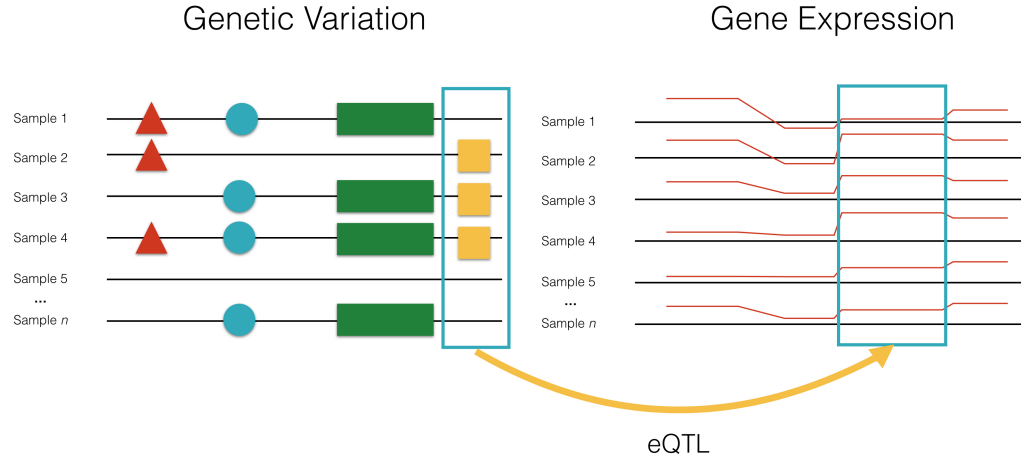 Genetic Variation
Gene Expression
Sample 1
Sample 2
Sample 3
Sample 4
Sample 5
...
Sample n
Sample 1
Sample 2
Sample 3
Sample 4
Sample 5
...
Sample n
eQTL